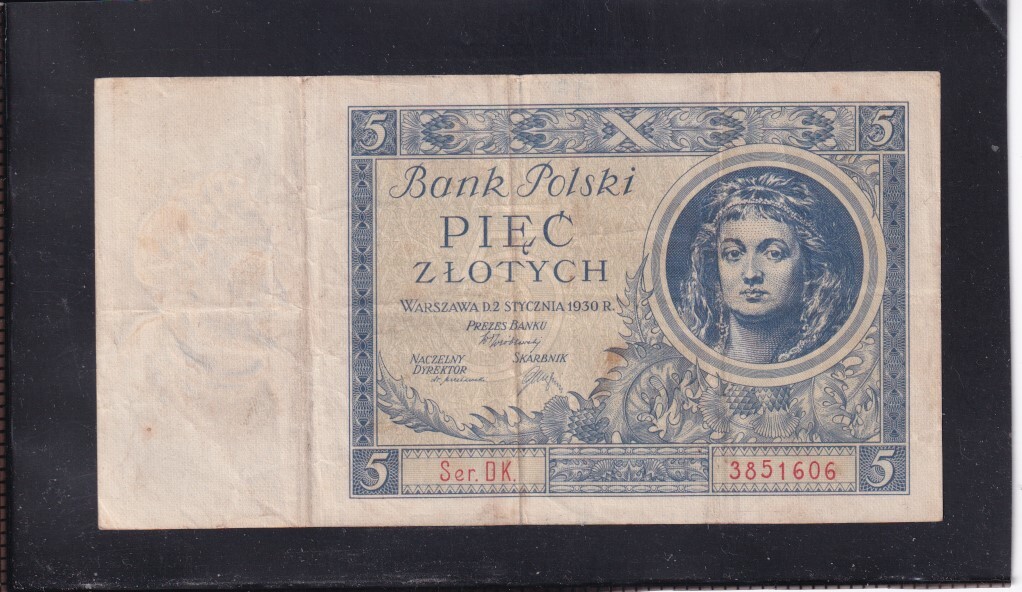 5 5
Bank Polski
PIĘĆ
ZŁOTYCH
WARSZAWA D.2 STYCZNIA 1930 R.
PREZES BANKU
NACZELNY SKARBNIK
DYREKTOR
5 Ser. DK. 3851606 5